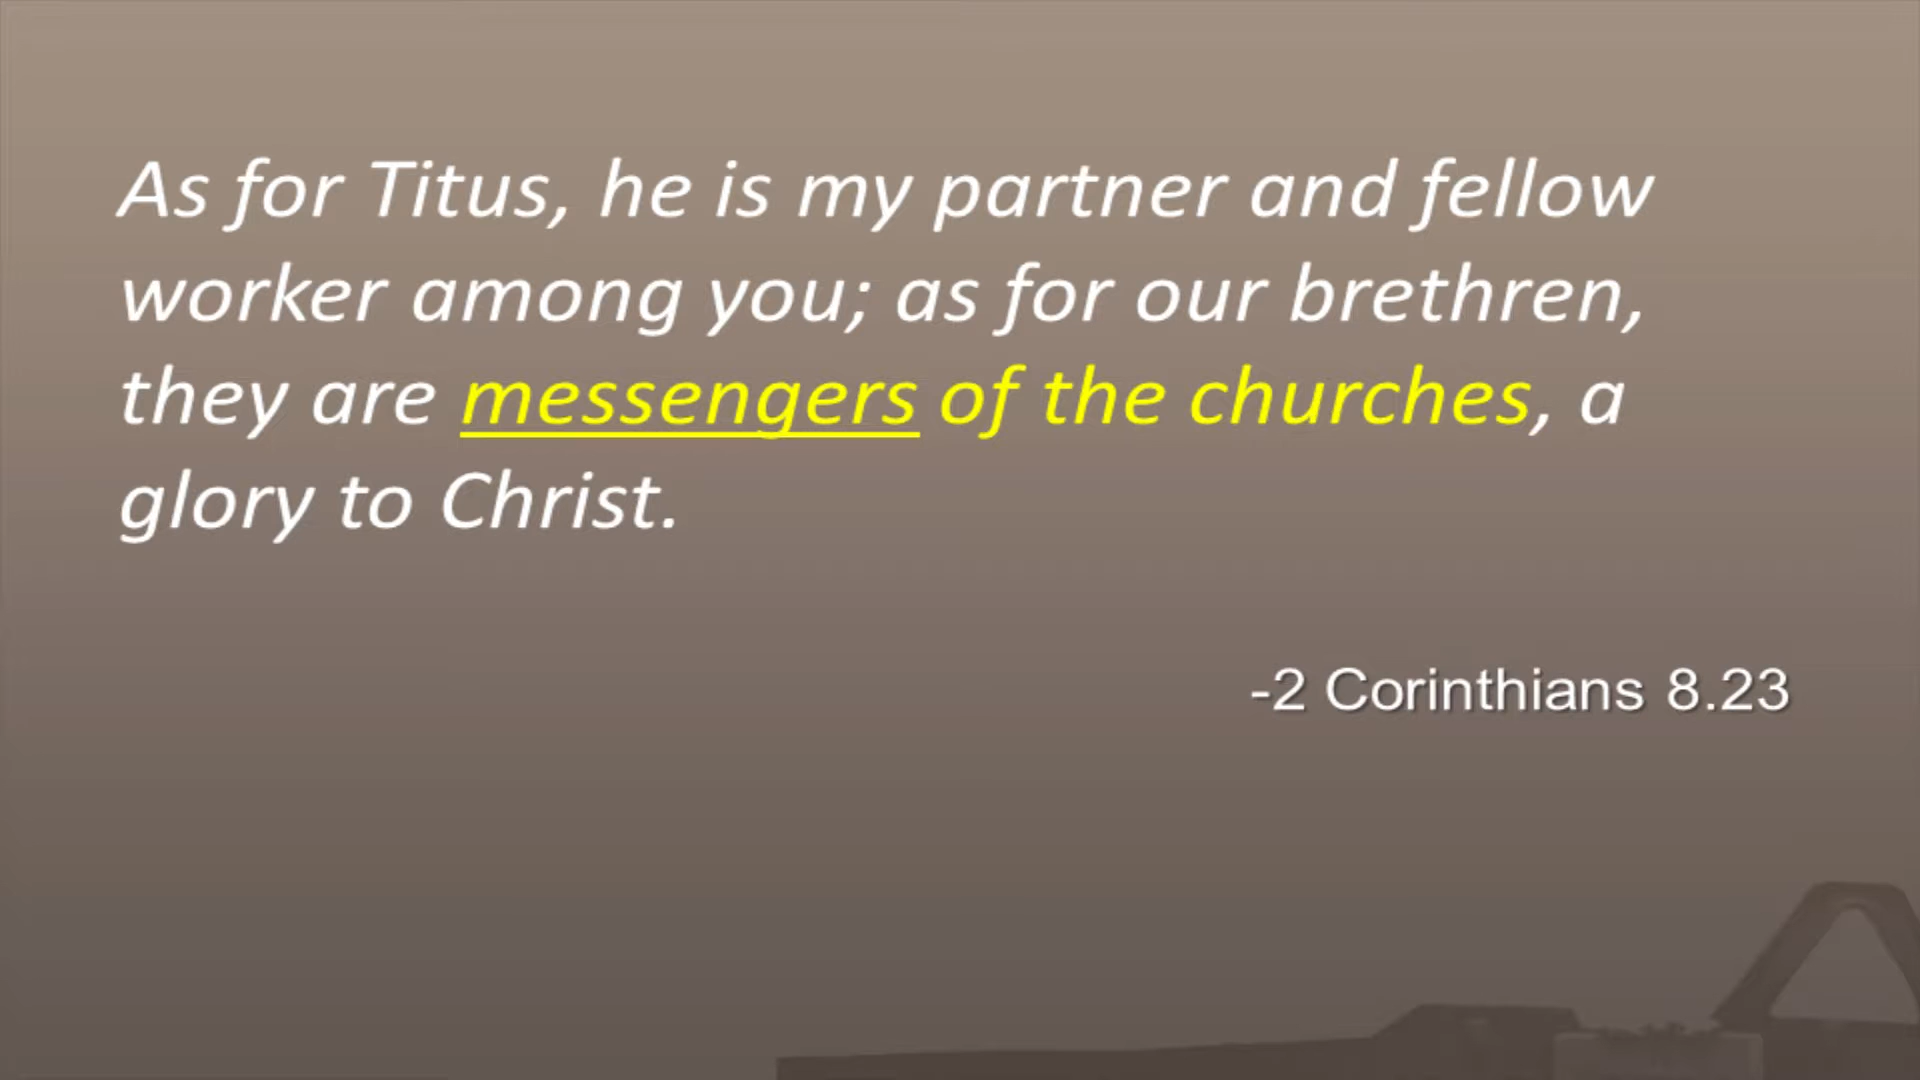 As for Titus, he is my partner and fellow
worker among you; as for our brethren,
they are messengers of the churches, a
glory to Christ.
-2 Corinthians 8.23